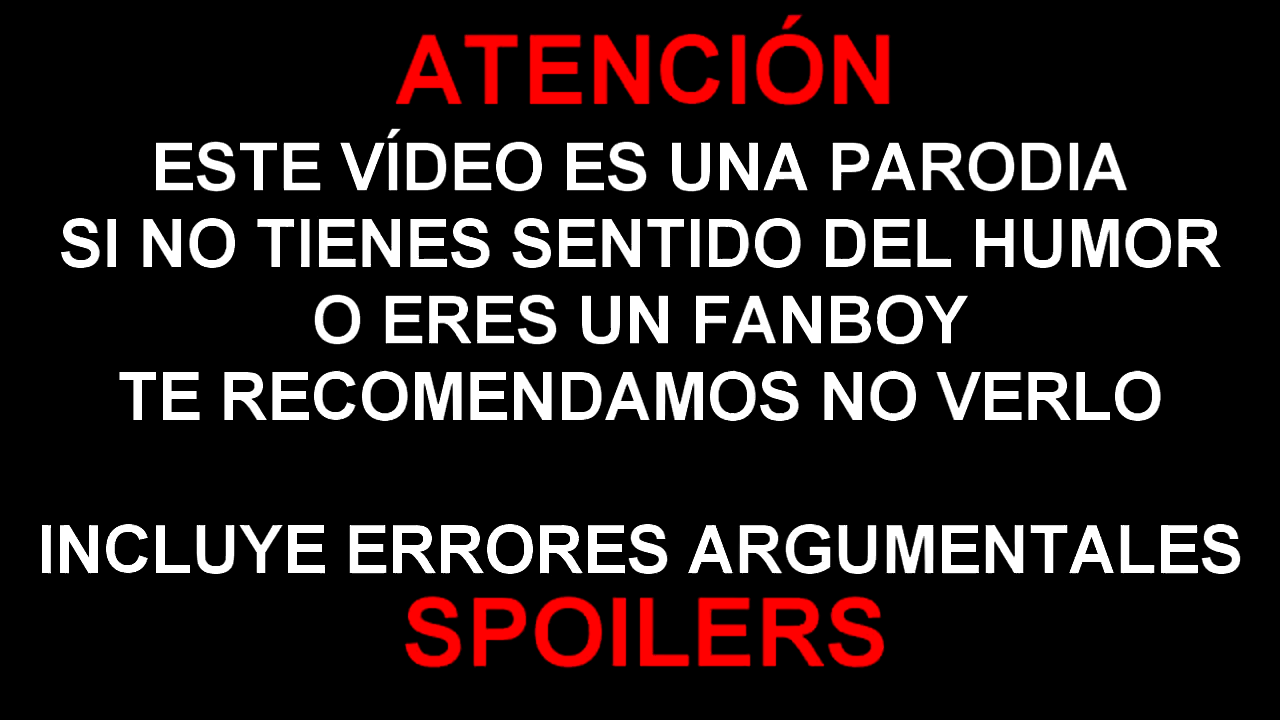 ATENCIÓN
ESTE VÍDEO ES UNA PARODIA
SI NO TIENES SENTIDO DEL HUMOR
O ERES UN FANBOY
TE RECOMENDAMOS NO VERLO
INCLUYE ERRORES ARGUMENTALES
SPOILERS